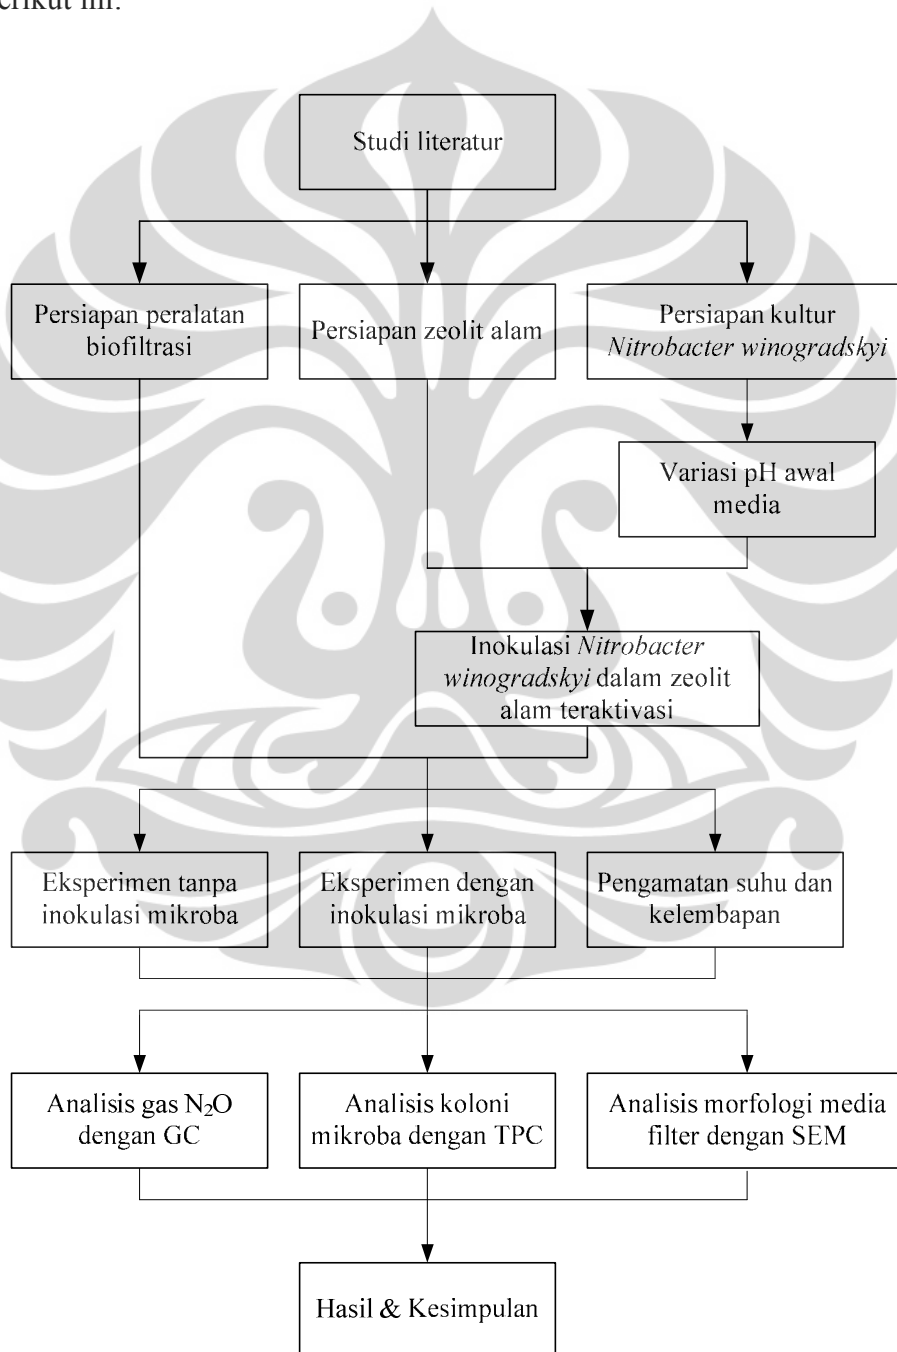 erikut ini:
Studi literatur
Persiapan peralatan
biofiltrasi
Persiapan zeolit alam
Persiapan kultur
Nitrobacter winogradskyi
Variasi pH awal
media
Inokulasi Nitrobacter
winogradskyi dalam zeolit
alam teraktivasi
Eksperimen tanpa
inokulasi mikroba
Eksperimen dengan
inokulasi mikroba
Pengamatan suhu dan
kelembapan
Analisis gas N₂O
dengan GC
Analisis koloni
mikroba dengan TPC
Analisis morfologi media
filter dengan SEM
Hasil & Kesimpulan